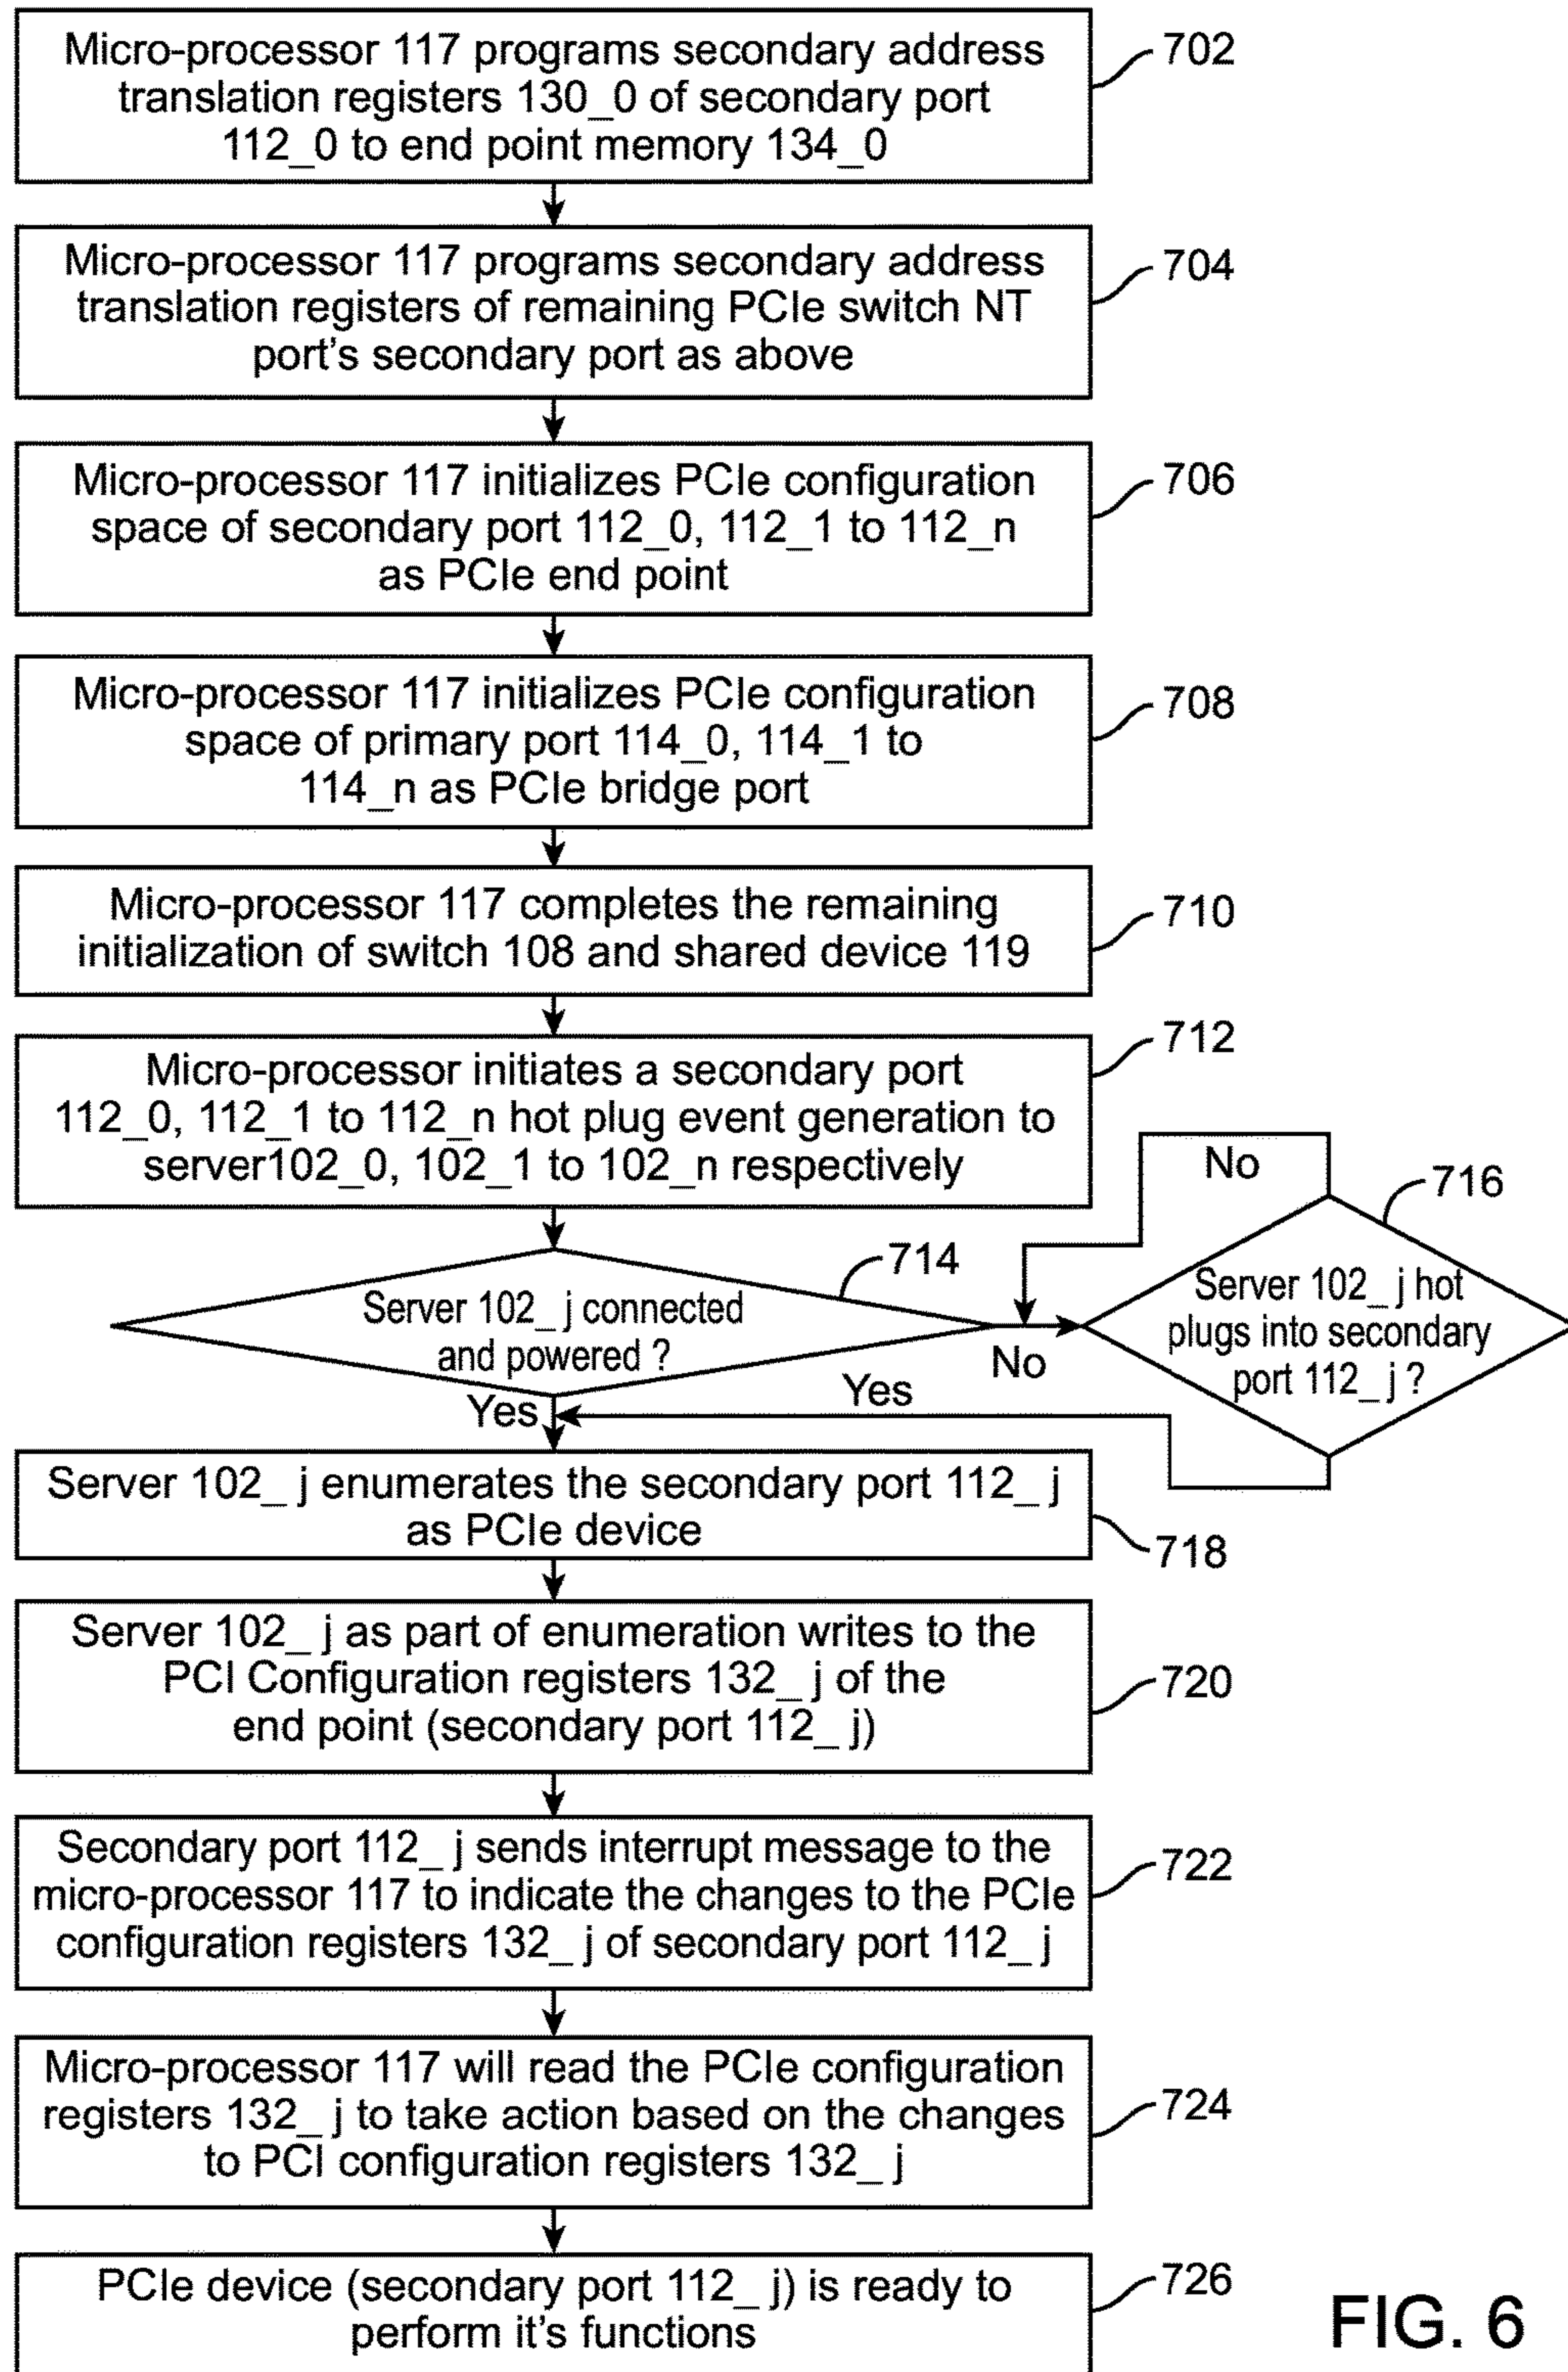 Micro-processor 117 programs secondary address
translation registers 130_0 of secondary port
112_0 to end point memory 134_0
702
Micro-processor 117 programs secondary address
translation registers of remaining PCIe switch NT
port's secondary port as above
704
Micro-processor 117 initializes PCIe configuration
space of secondary port 112_0, 112_1 to 112_n
as PCIe end point
706
Micro-processor 117 initializes PCIe configuration
space of primary port 114_0, 114_1 to
114_n as PCIe bridge port
708
Micro-processor 117 completes the remaining
initialization of switch 108 and shared device 119
710
Micro-processor initiates a secondary port
112_0, 112_1 to 112_n hot plug event generation to
server102_0, 102_1 to 102_n respectively
712
Server 102_ j connected
and powered ?
714
No
Yes
Server 102_ j hot
plugs into secondary
port 112_ j ?
716
No
Yes
Server 102_ j enumerates the secondary port 112_ j
as PCIe device
718
Server 102_ j as part of enumeration writes to the
PCI Configuration registers 132_ j of the
end point (secondary port 112_ j)
720
Secondary port 112_ j sends interrupt message to the
micro-processor 117 to indicate the changes to the PCIe
configuration registers 132_ j of secondary port 112_ j
722
Micro-processor 117 will read the PCIe configuration
registers 132_ j to take action based on the changes
to PCI configuration registers 132_ j
724
PCIe device (secondary port 112_ j) is ready to
perform it's functions
726
FIG. 6